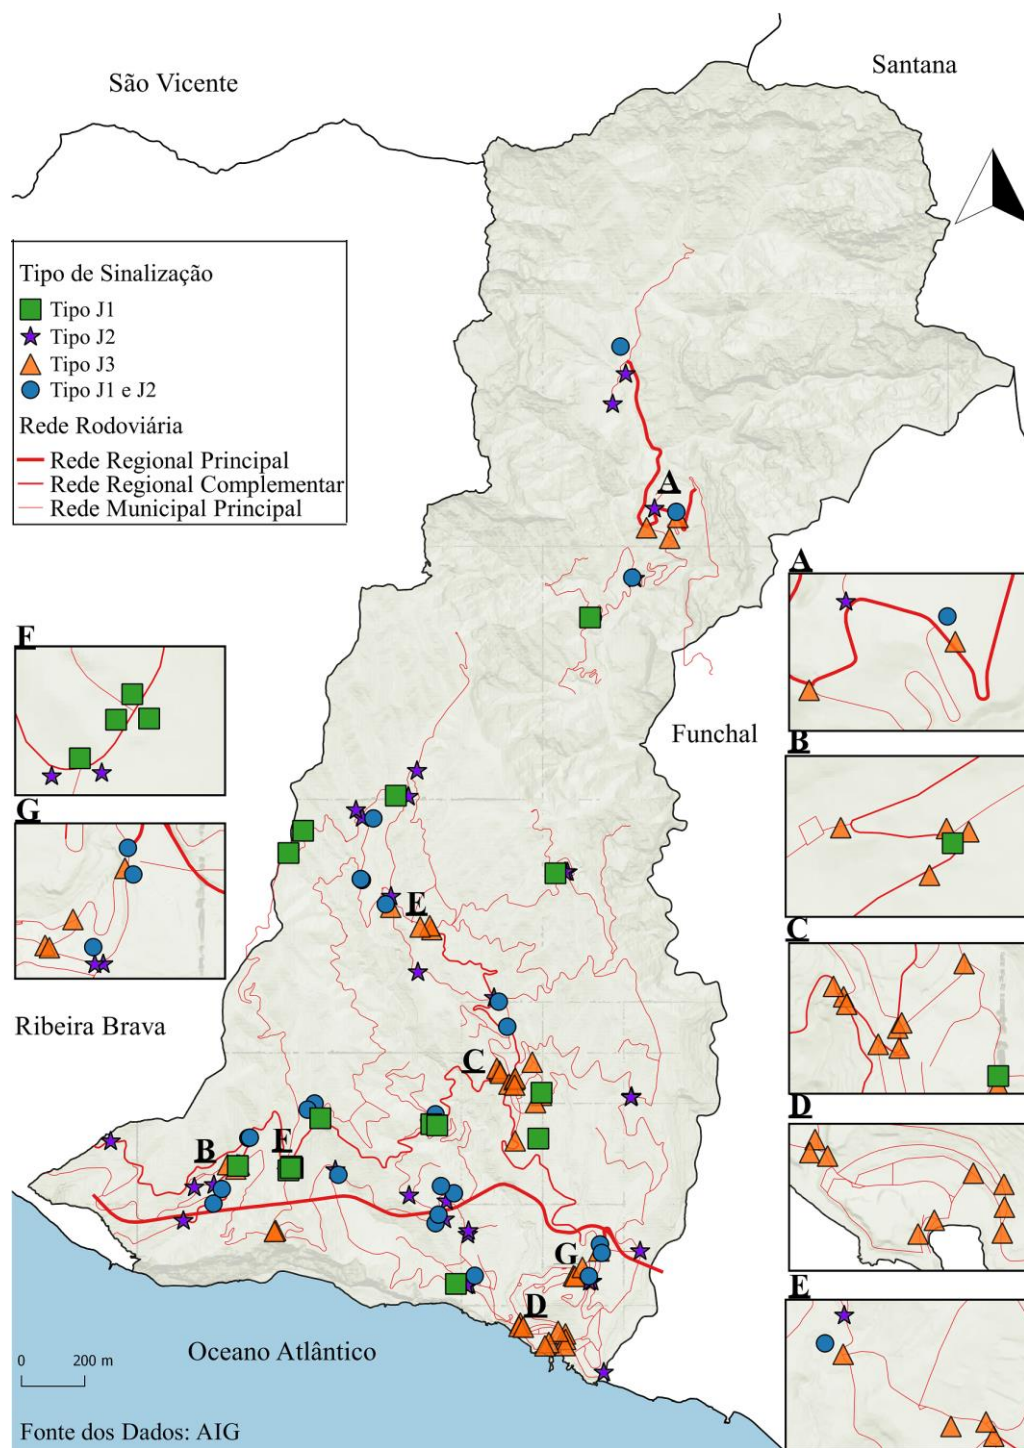 São Vicente
Santana
Tipo de Sinalização
Tipo J1
Tipo J2
Tipo J3
Tipo J1 e J2
Rede Rodoviária
Rede Regional Principal
Rede Regional Complementar
Rede Municipal Principal
A
A
F
Funchal
B
G
E
C
Ribeira Brava
C
D
B
F
G
E
D
Oceano Atlântico
0 200 m
Fonte dos Dados: AIG